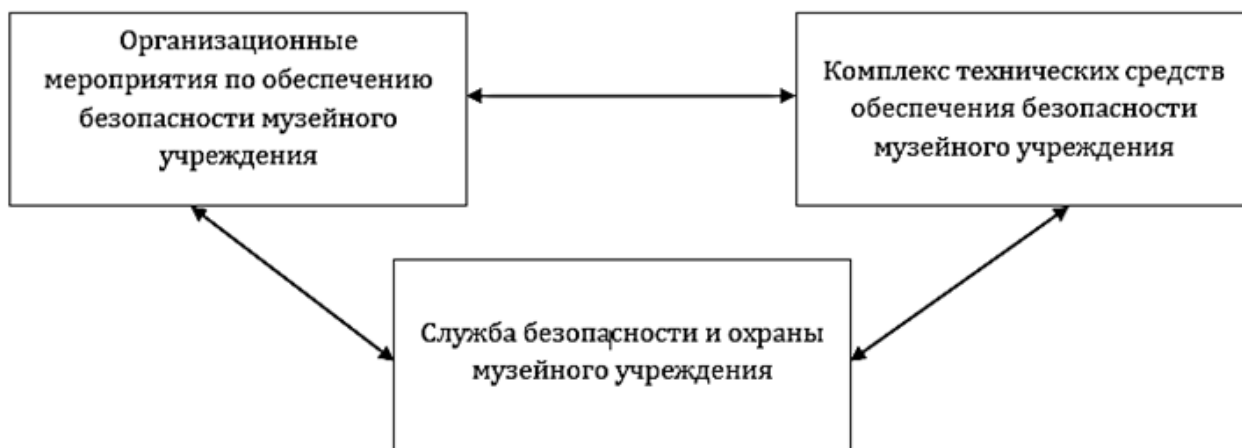 Организационные
мероприятия по обеспечению
безопасности музейного
учреждения
Комплекс технических средств
обеспечения безопасности
музейного учреждения
Служба безопасности и охраны
музейного учреждения